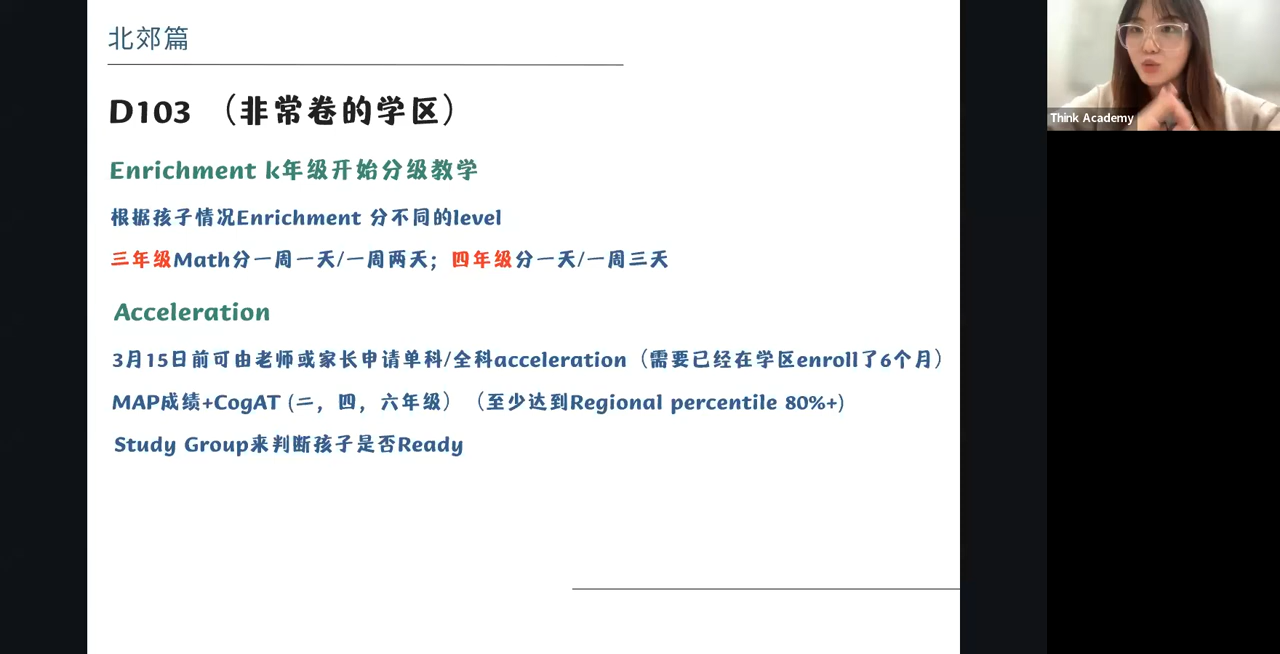 北郊篇
D103 （非常卷的学区）
Enrichment k年级开始分级教学
根据孩子情况Enrichment 分不同的level
三年级Math分一周一天/一周两天；四年级分一天/一周三天
Acceleration
3月15日前可由老师或家长申请单科/全科acceleration（需要已经在学区enroll了6个月）
MAP成绩+CogAT (二，四，六年级）（至少达到Regional percentile 80%+)
Study Group来判断孩子是否Ready
Think Academy